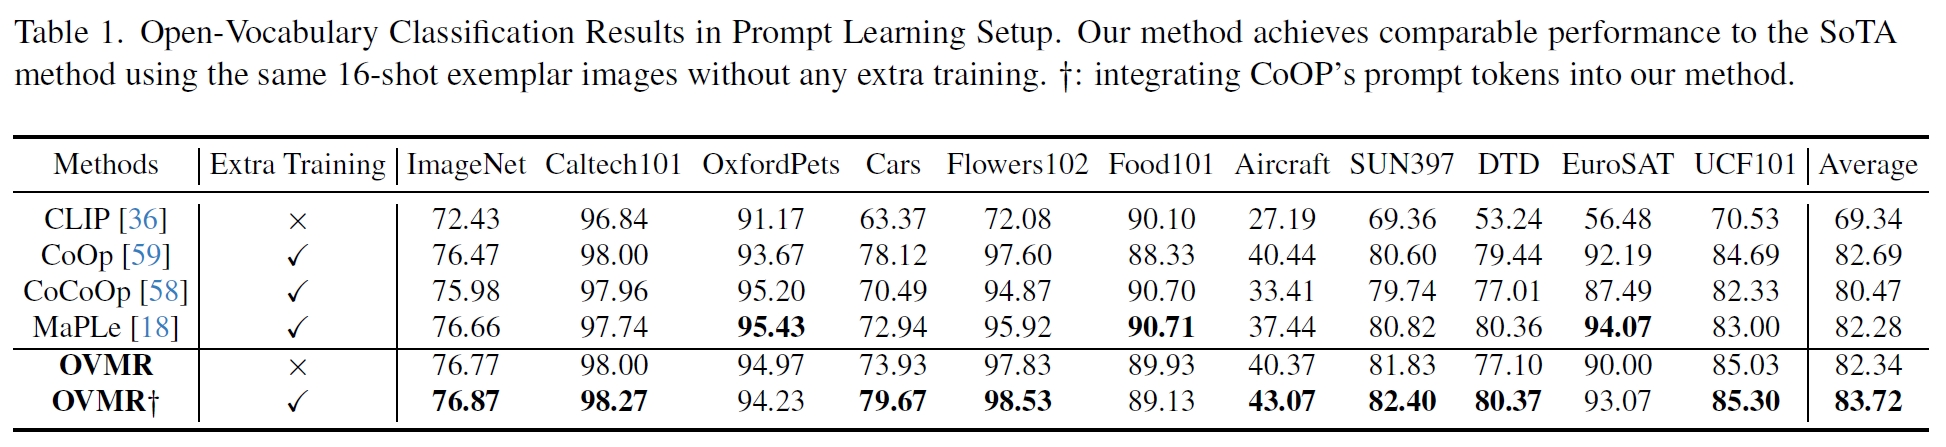 Table 1. Open-Vocabulary Classification Results in Prompt Learning Setup. Our method achieves comparable performance to the SoTA
method using the same 16-shot exemplar images without any extra training. †: integrating CoOP’s prompt tokens into our method.
Methods Extra Training ImageNet Caltech101 OxfordPets Cars Flowers102 Food101 Aircraft SUN397 DTD EuroSAT UCF101 Average
CLIP [36] × 72.43 96.84 91.17 63.37 72.08 90.10 27.19 69.36 53.24 56.48 70.53 69.34
CoOp [59] ✓ 76.47 98.00 93.67 78.12 97.60 88.33 40.44 80.60 79.44 92.19 84.69 82.69
CoCoOp [58] ✓ 75.98 97.96 95.20 70.49 94.87 90.70 33.41 79.74 77.01 87.49 82.33 80.47
MaPLe [18] ✓ 76.66 97.74 95.43 72.94 95.92 90.71 37.44 80.82 80.36 94.07 83.00 82.28
OVMR × 76.77 98.00 94.97 73.93 97.83 89.93 40.37 81.83 77.10 90.00 85.03 82.34
OVMR† ✓ 76.87 98.27 94.23 79.67 98.53 89.13 43.07 82.40 80.37 93.07 85.30 83.72